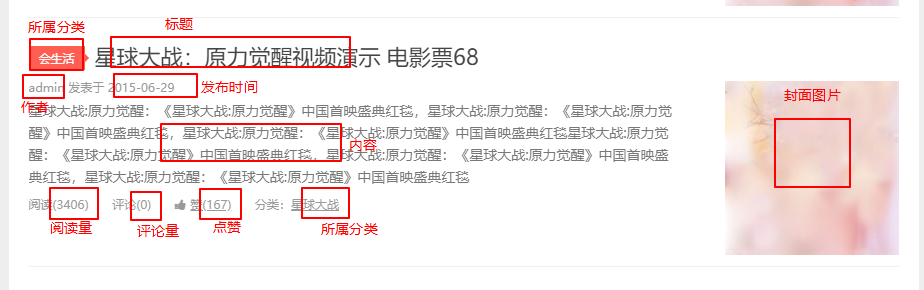 所属分类
标题
会生活
星球大战：原力觉醒视频演示 电影票68
admin 发表于 2015-06-29
发布时间
作者
封面图片
星球大战:原力觉醒：《星球大战:原力觉醒》中国首映盛典红毯，星球大战:原力觉醒：《星球大战:原力觉
醒》中国首映盛典红毯，星球大战:原力觉醒：《星球大战:原力觉醒》中国首映盛典红毯星球大战:原力觉
醒：《星球大战:原力觉醒》中国首映盛典红毯，星球大战:原力觉醒：《星球大战:原力觉醒》中国首映盛
典红毯，星球大战:原力觉醒：《星球大战:原力觉醒》中国首映盛典红毯
内容
阅读(3406) 评论(0) 赞(167) 分类：星球大战
阅读量
评论量
点赞
所属分类